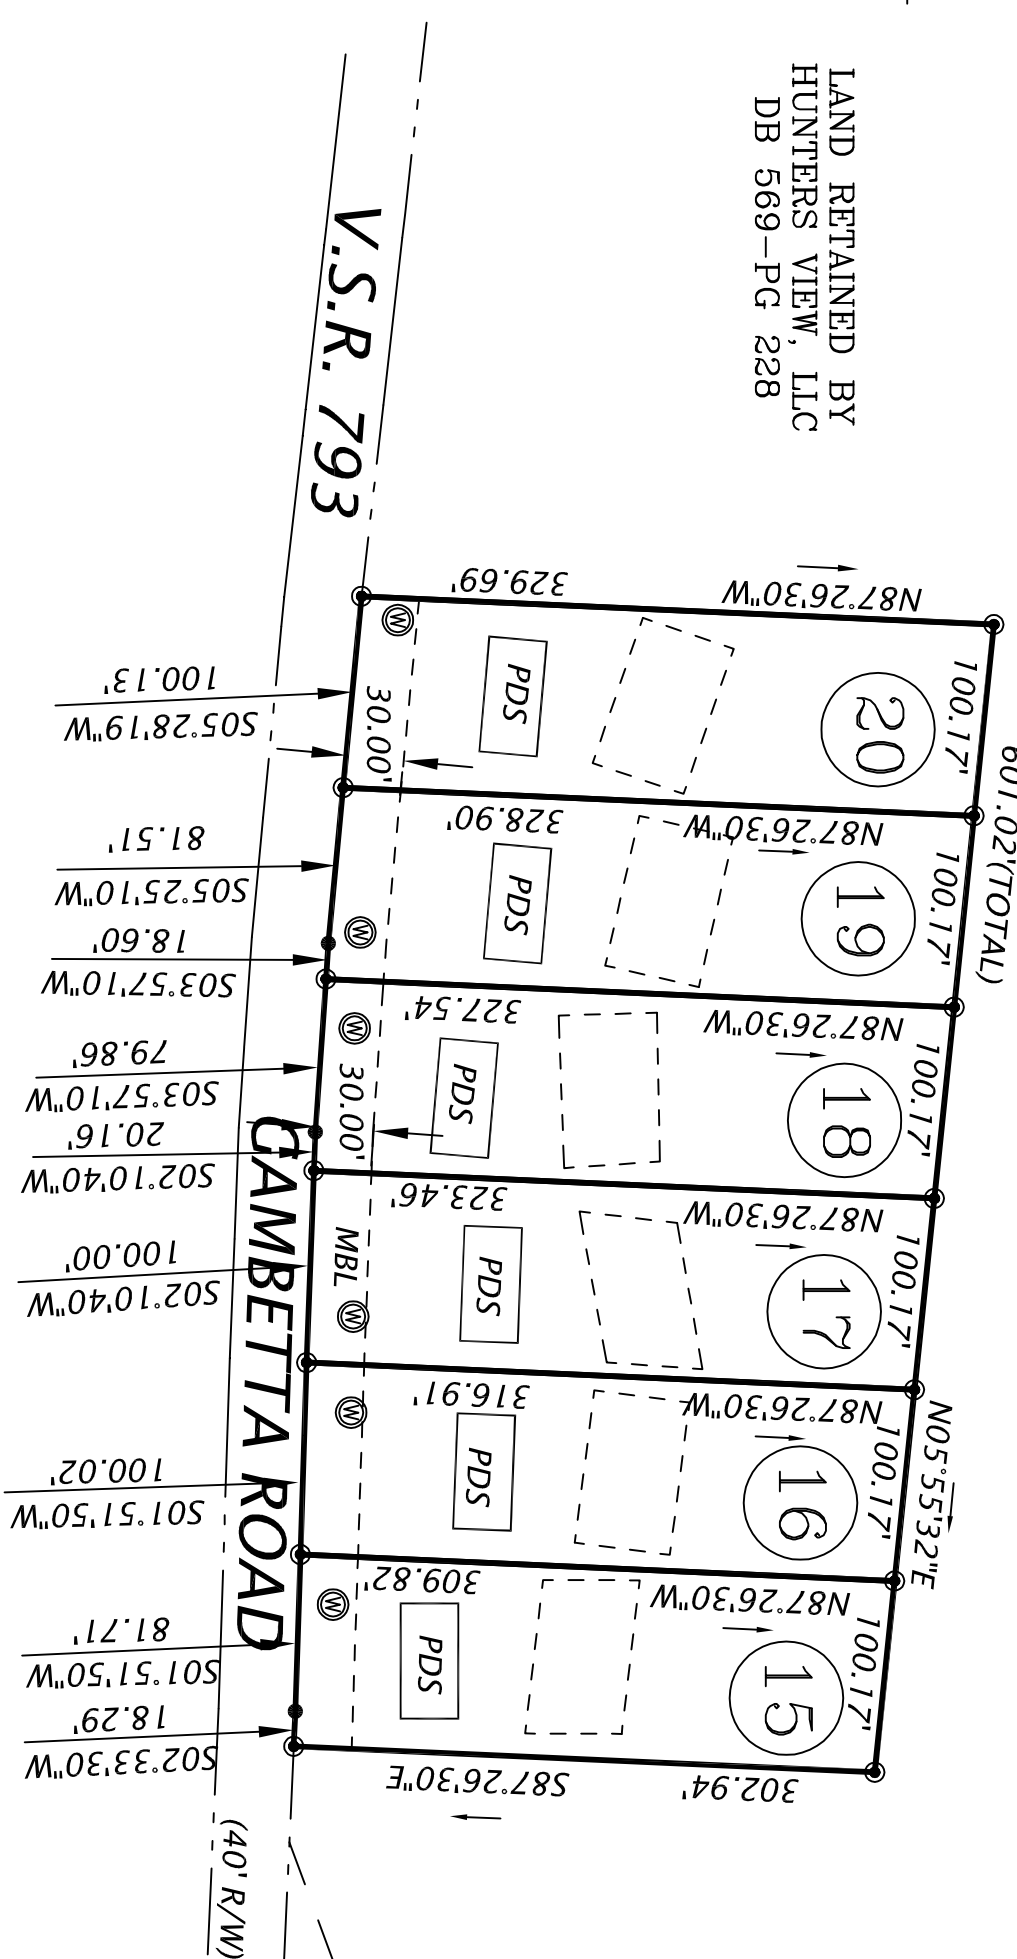 LAND RETAINED BY
HUNTERS VIEW, LLC
DB 569-PG 228
V.S.R. 793
329.69'
N87°26'30"W
100.13'
S05°28'19"W
30.00'
PDS
20
100.17'
601.02'(TOTAL)
328.90'
N87°26'30"W
81.51'
S05°25'10"W
18.60'
S03°57'10"W
W
W
PDS
19
100.17'
327.54'
N87°26'30"W
79.86'
S03°57'10"W
20.16'
S02°10'40"W
W
30.00'
PDS
18
100.17'
323.46'
N87°26'30"W
100.00'
S02°10'40"W
MBL
W
PDS
17
100.17'
316.91'
N87°26'30"W
N05°55'32"E
100.02'
S01°51'50"W
GAMBETTA ROAD
W
PDS
16
100.17'
309.82'
N87°26'30"W
81.71'
S01°51'50"W
18.29'
S02°33'30"W
W
PDS
15
100.17'
S87°26'30"E
302.94'
(40' R/W)